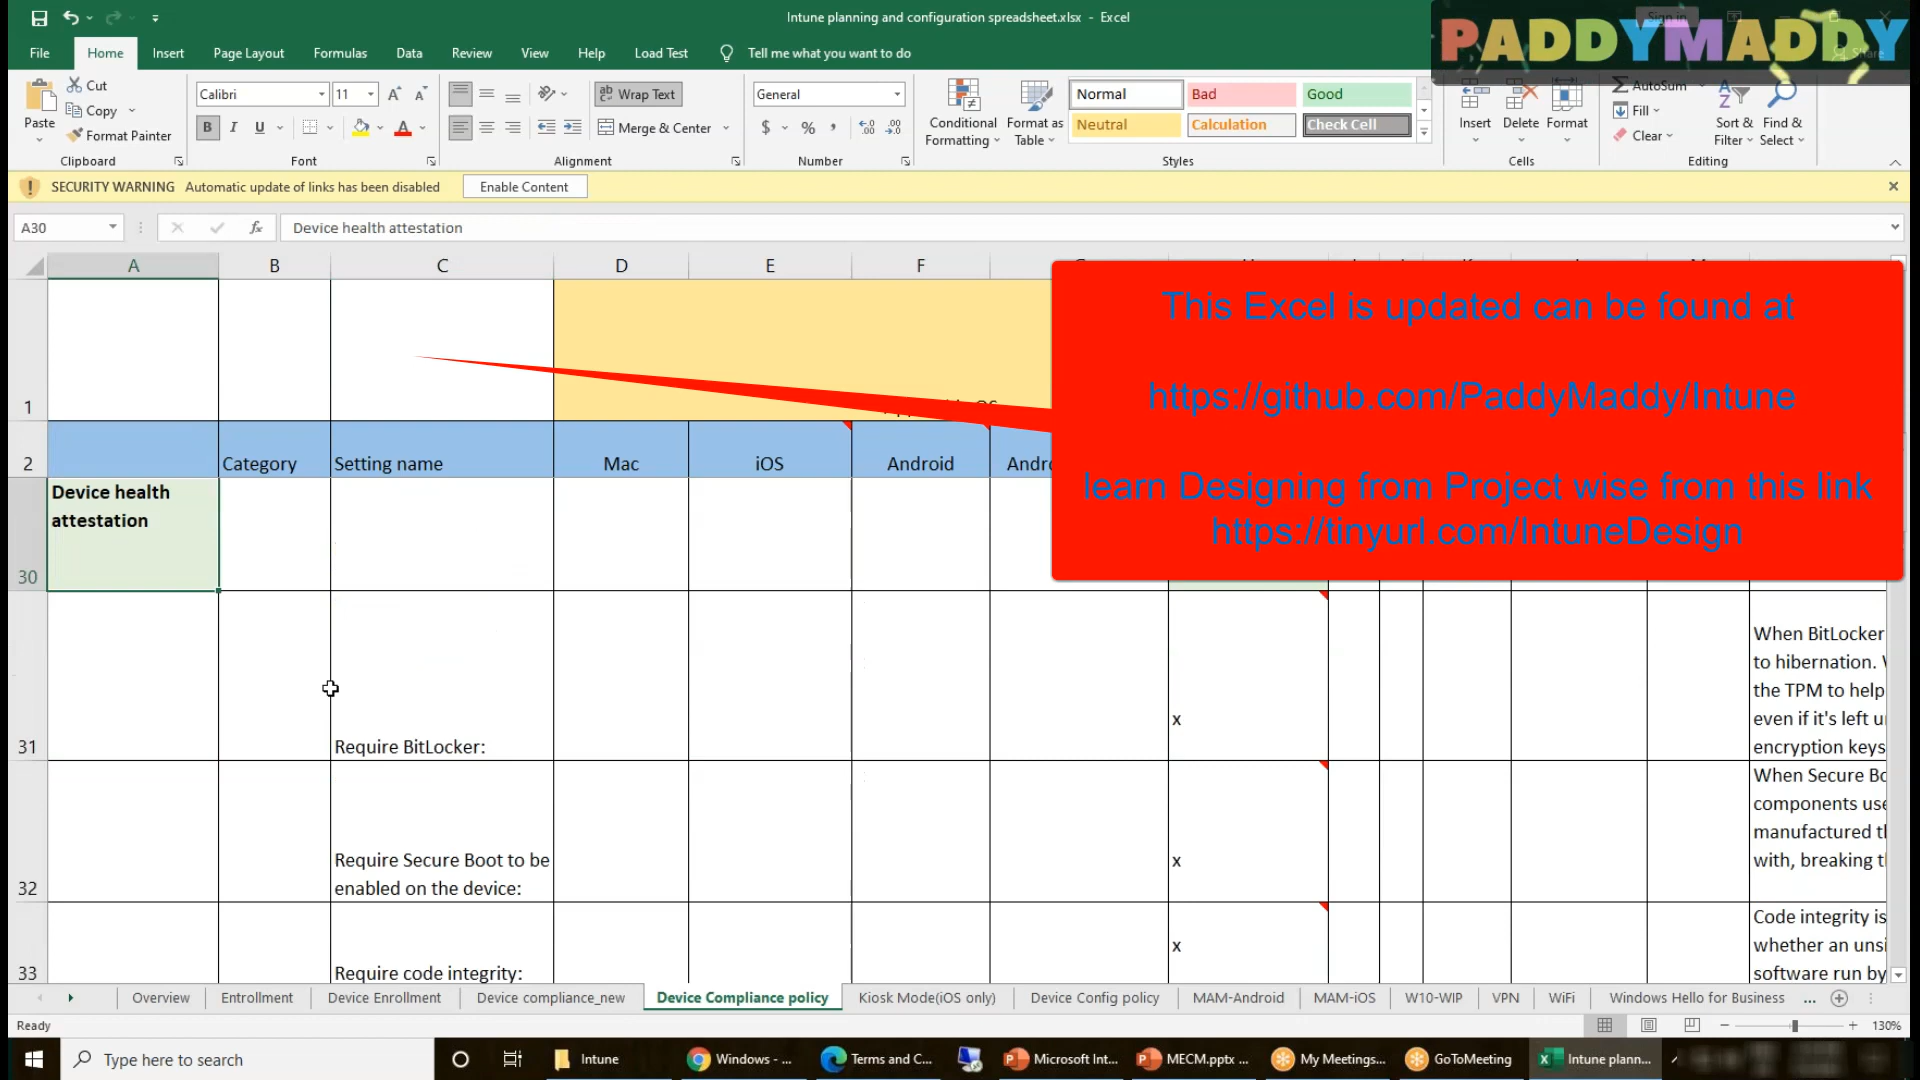 Intune planning and configuration spreadsheet.xlsx - Excel
Sign in
PADDYMADDY
File Home Insert Page Layout Formulas Data Review View Help Load Test Tell me what you want to do
Share
Paste
Cut
Copy
Format Painter
Clipboard
Calibri 11
B I U
Font
Wrap Text
Merge & Center
Alignment
General
$ % ,
Number
Conditional Formatting
Format as Table
Normal Bad Good
Neutral Calculation Check Cell
Styles
Insert Delete Format
Cells
AutoSum
Fill
Clear
Sort & Filter
Find & Select
Editing
SECURITY WARNING Automatic update of links has been disabled Enable Content
A30 fx Device health attestation
A B C D E F
This Excel is updated can be found at
https://github.com/PaddyMaddy/Intune
learn Designing from Project wise from this link
https://tinyurl.com/IntuneDesign
1
2 Category Setting name Mac iOS Android Andro
30 Device health
attestation
31 Require BitLocker: x
When BitLocker
to hibernation.
the TPM to help
even if it's left u
encryption keys
32 Require Secure Boot to be
enabled on the device: x
When Secure Bo
components use
manufactured th
with, breaking th
33 Require code integrity: x
Code integrity is
whether an unsi
software run by
Overview Entrollment Device Enrollment Device compliance_new Device Compliance policy Kiosk Mode(iOS only) Device Config policy MAM-Android MAM-iOS W10-WIP VPN WiFi Windows Hello for Business ...
Ready 130%
Type here to search Intune Windows - ... Terms and C... Microsoft Int... MECM.pptx ... My Meetings... GoToMeeting Intune plann...